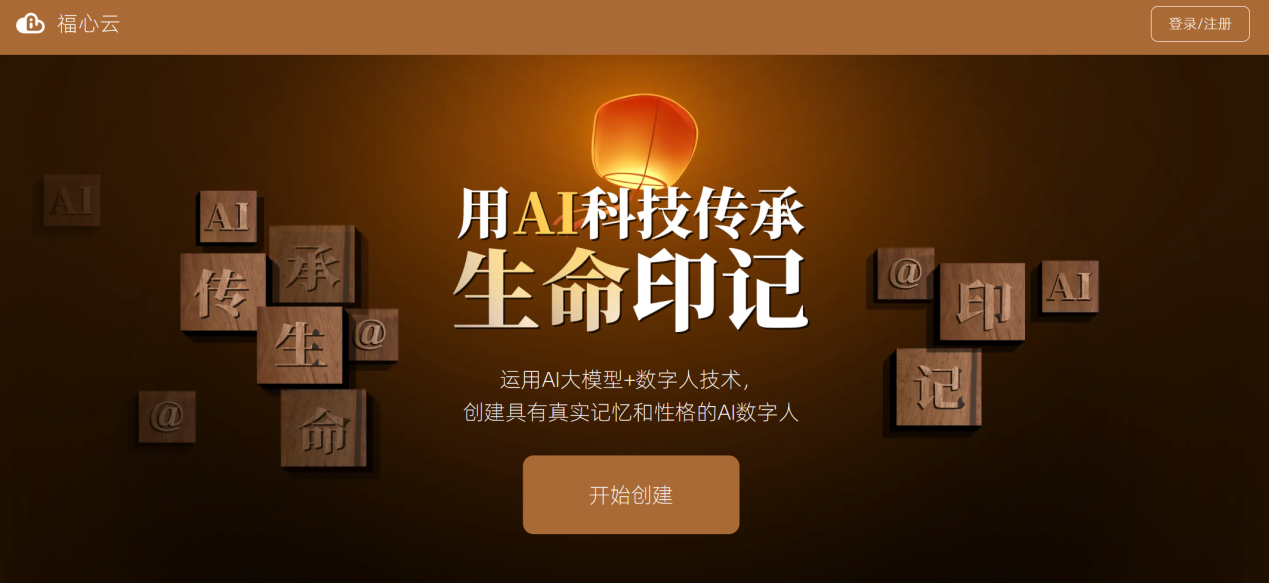 福心云
登录/注册
用AI科技传承
生命印记
AI
AI
承
传
生
@
@
命
@
印
AI
记
运用AI大模型+数字人技术，
创建具有真实记忆和性格的AI数字人
开始创建